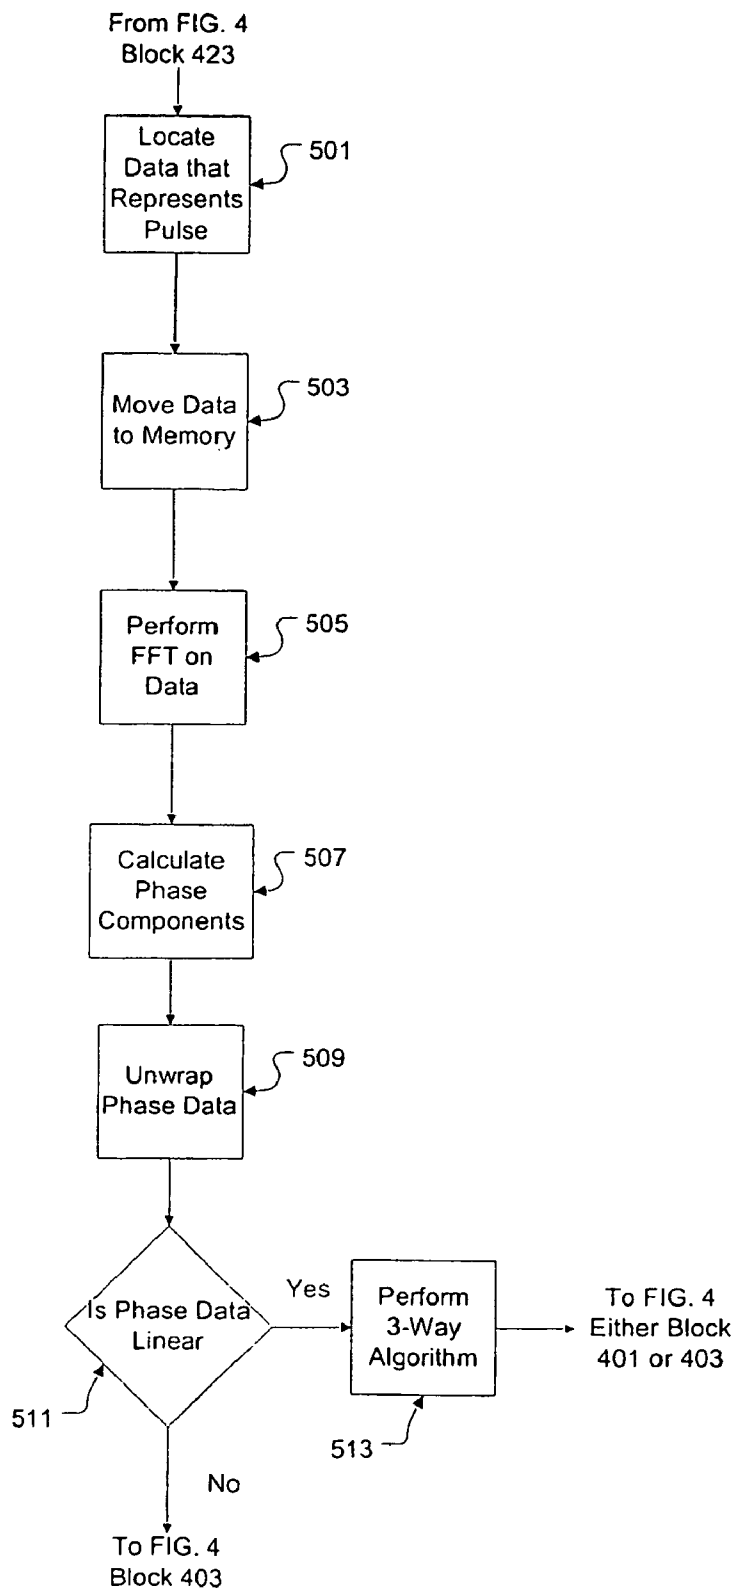 From FIG. 4
Block 423
Locate
Data that
Represents
Pulse
501
Move Data
to Memory
503
Perform
FFT on
Data
505
Calculate
Phase
Components
507
Unwrap
Phase Data
509
Is Phase Data
Linear
511
Yes
Perform
3-Way
Algorithm
513
To FIG. 4
Either Block
401 or 403
No
To FIG. 4
Block 403